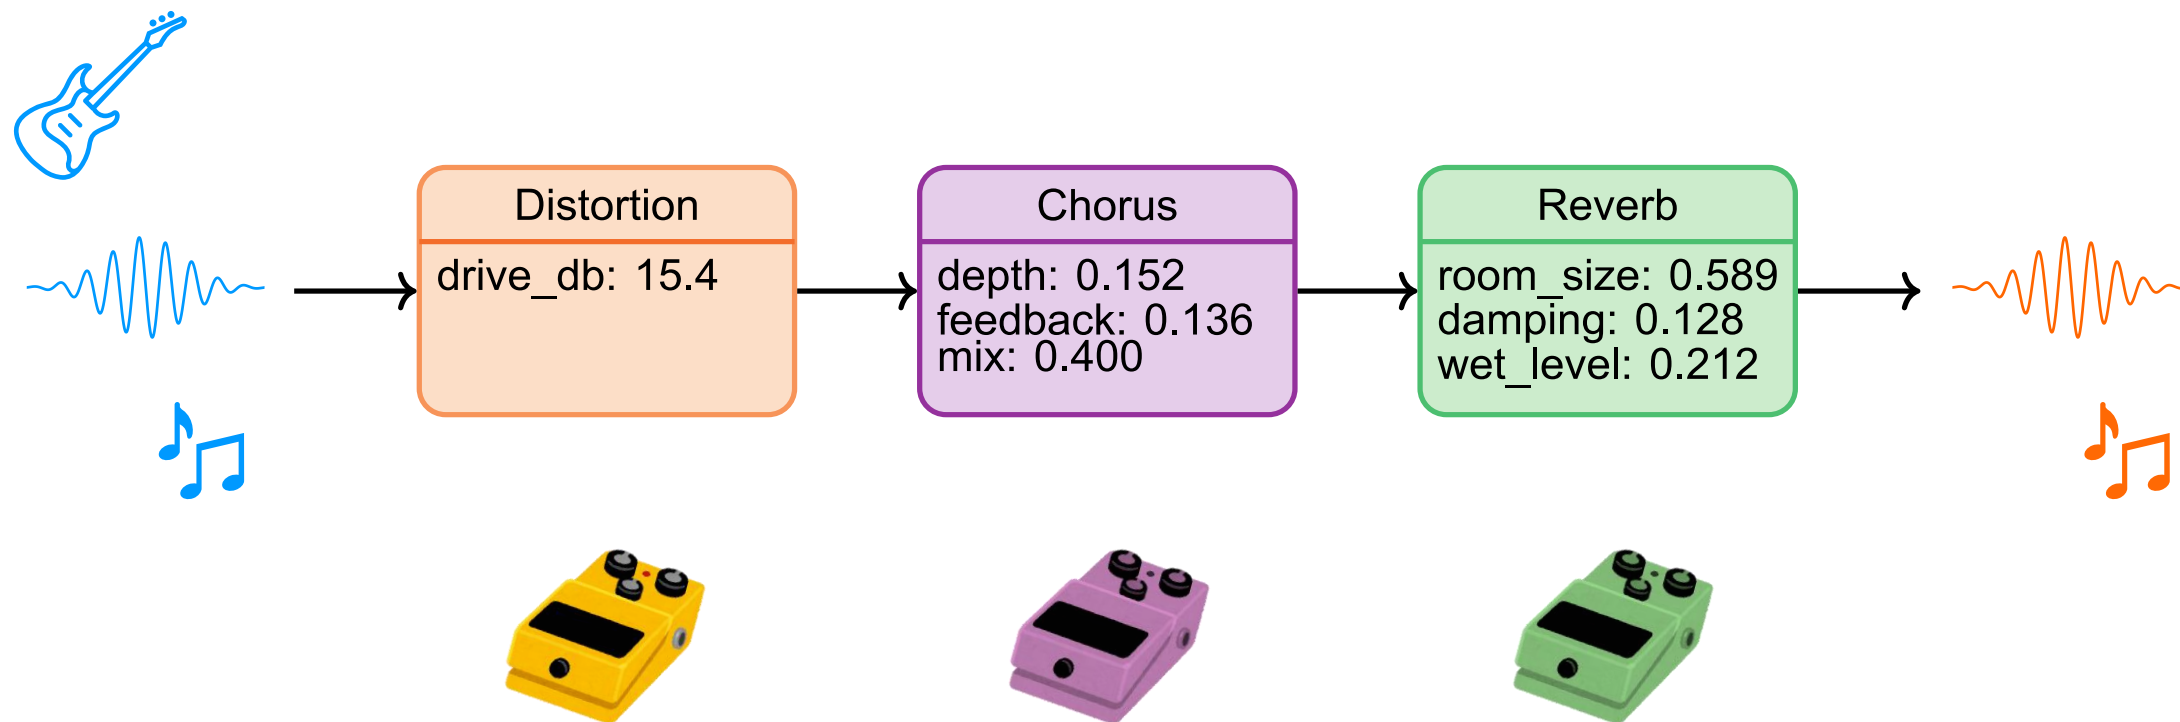 Distortion
drive_db: 15.4
Chorus
depth: 0.152
feedback: 0.136
mix: 0.400
Reverb
room_size: 0.589
damping: 0.128
wet_level: 0.212